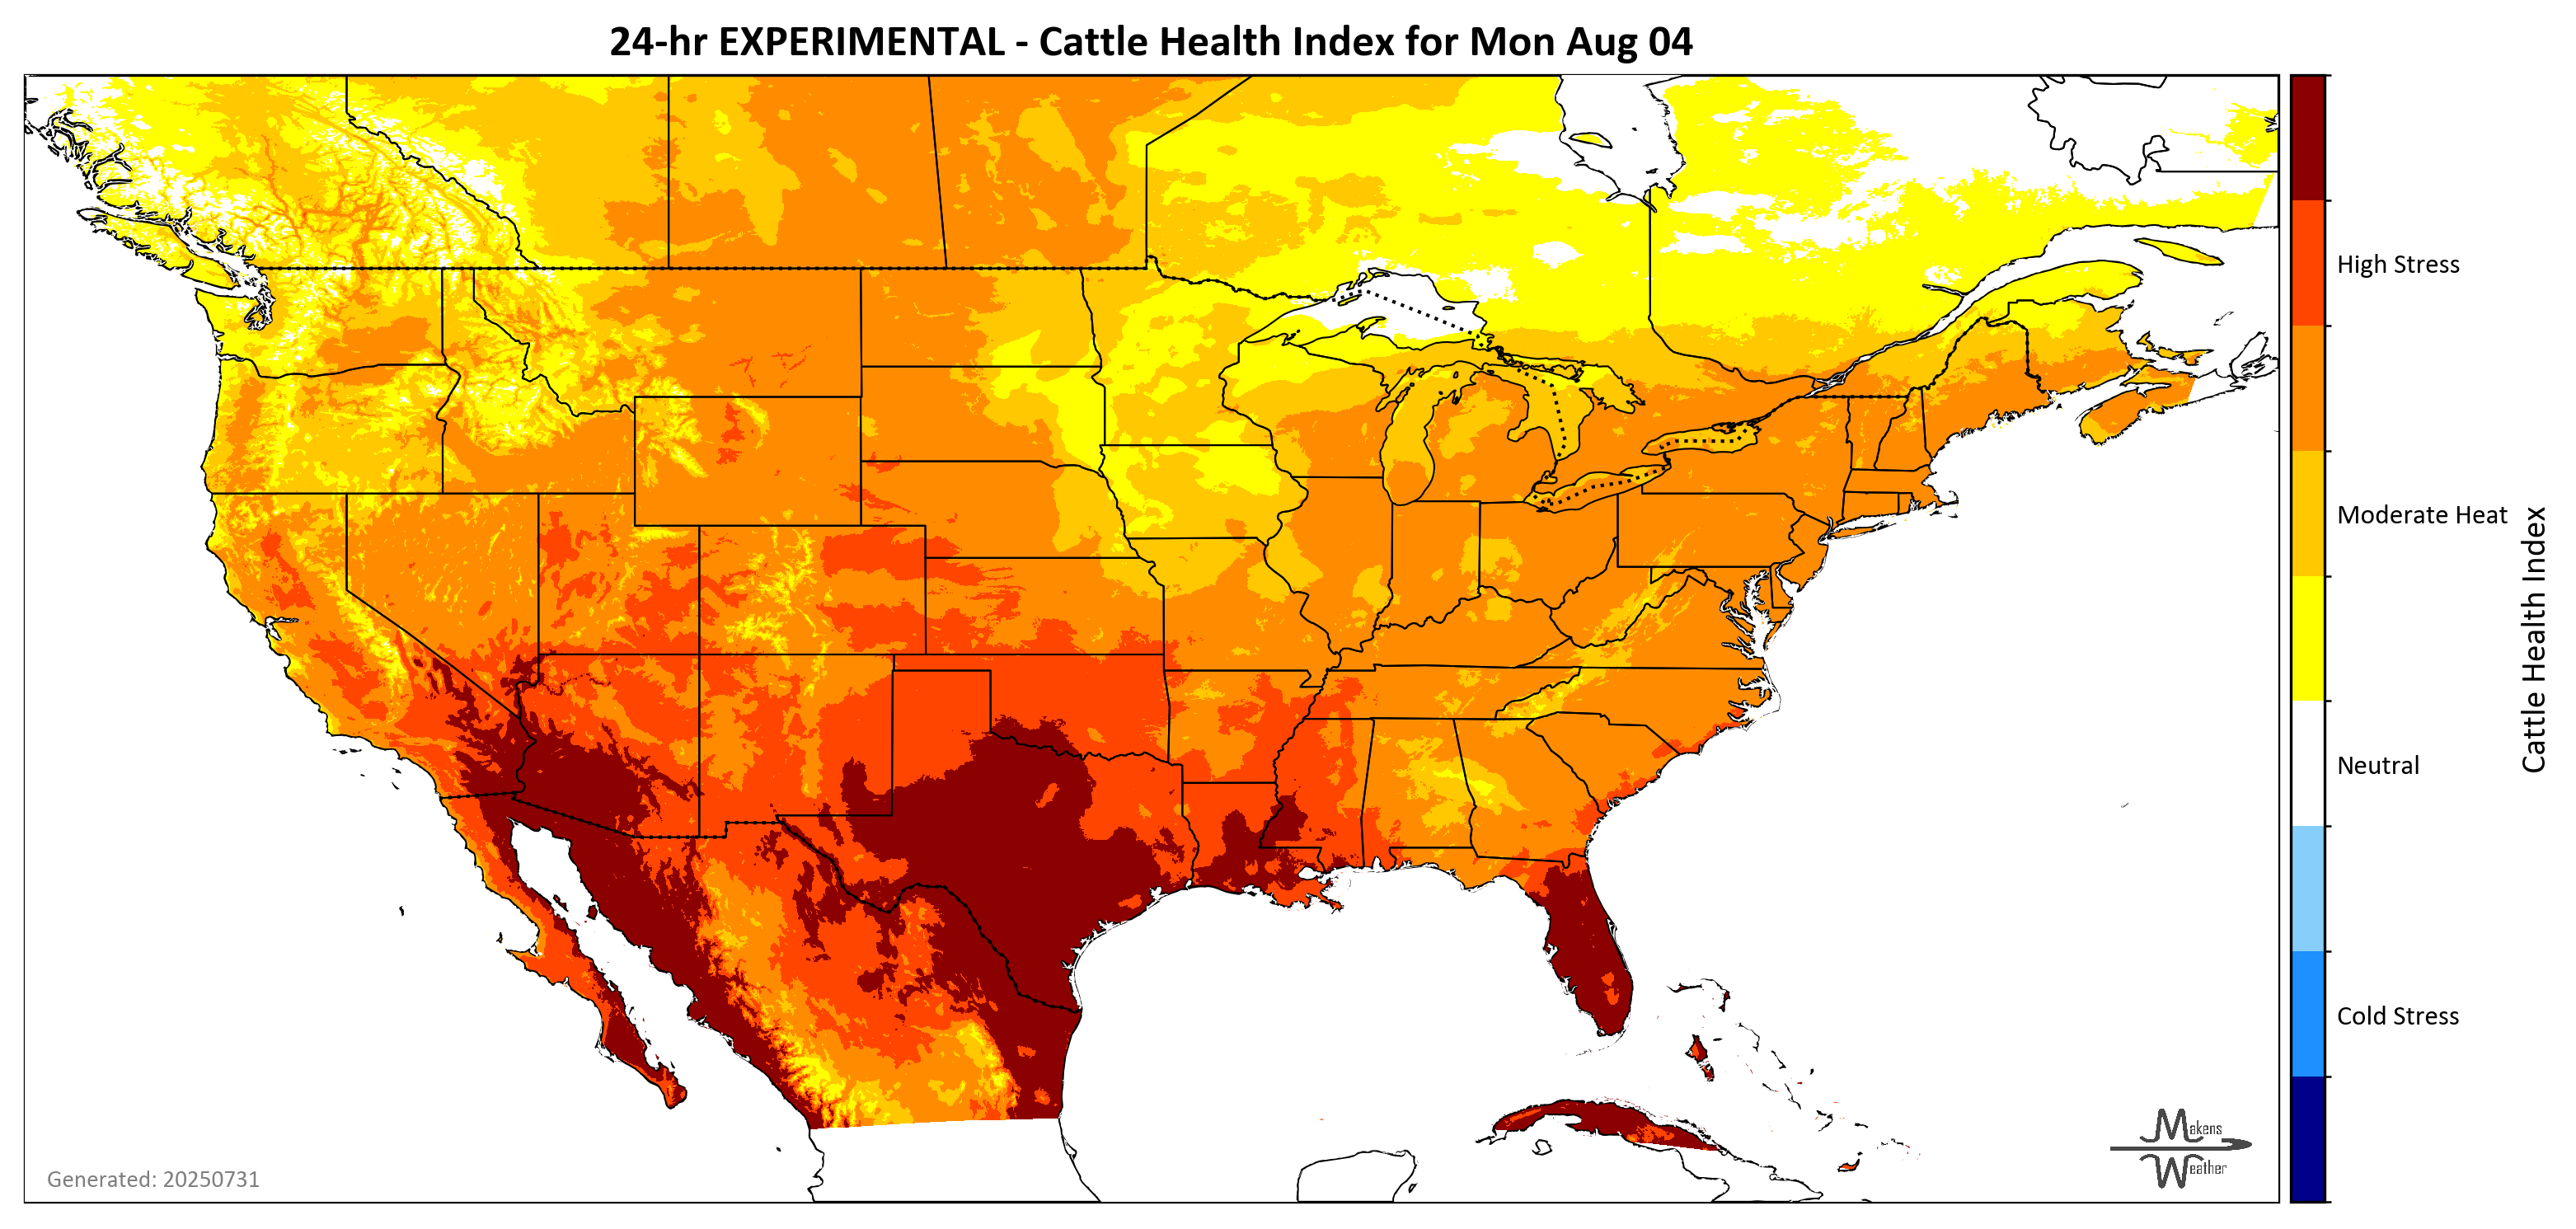 24-hr EXPERIMENTAL - Cattle Health Index for Mon Aug 04
High Stress
Moderate Heat
Neutral
Cold Stress
Cattle Health Index
Makens
Weather
Generated: 20250731